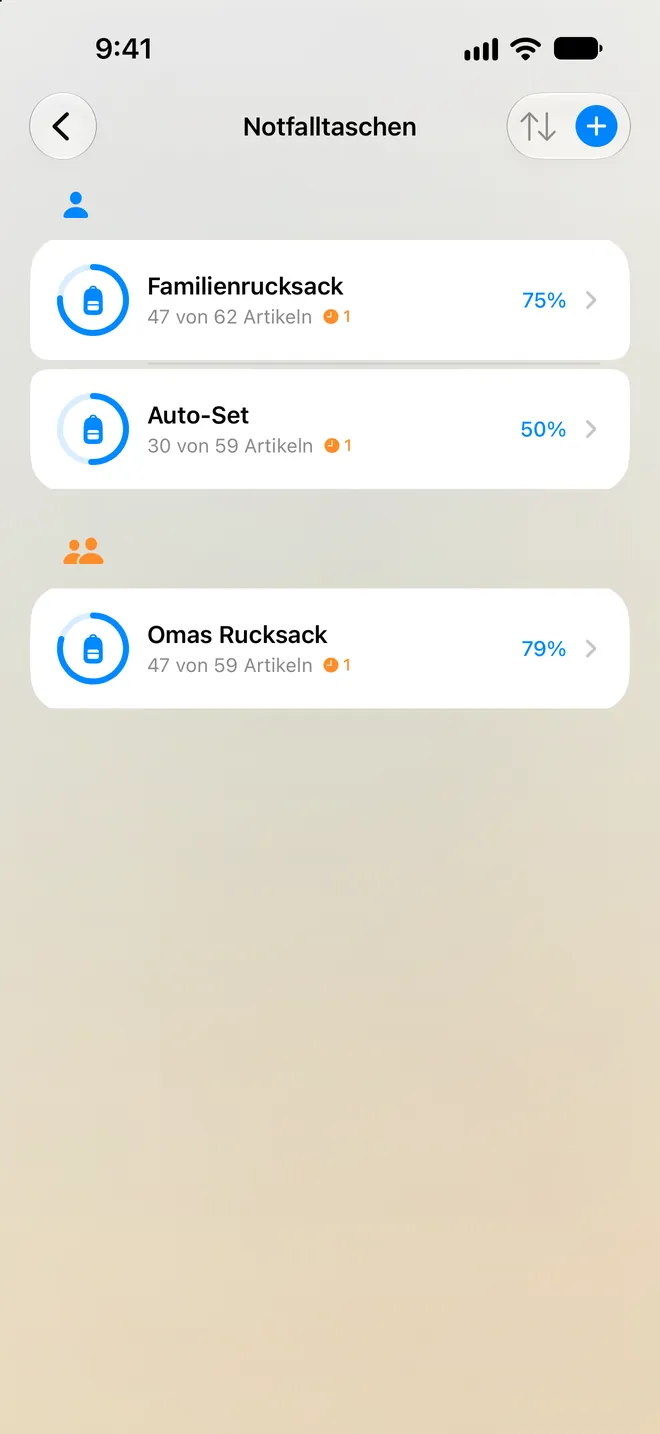 9:41
Notfalltaschen
Familienrucksack
47 von 62 Artikeln 1
75%
Auto-Set
30 von 59 Artikeln 1
50%
Omas Rucksack
47 von 59 Artikeln 1
79%